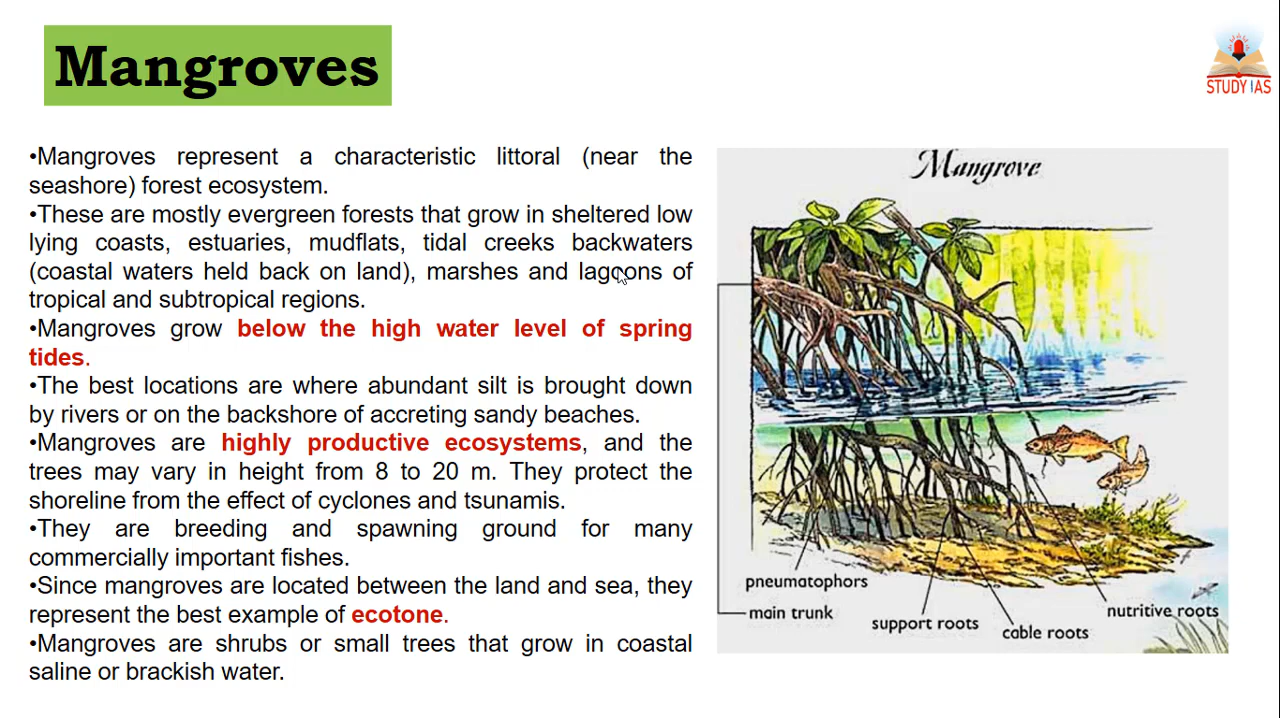 Mangroves
STUDY IAS
•Mangroves represent a characteristic littoral (near the
seashore) forest ecosystem.
•These are mostly evergreen forests that grow in sheltered low
lying coasts, estuaries, mudflats, tidal creeks backwaters
(coastal waters held back on land), marshes and lagoons of
tropical and subtropical regions.
•Mangroves grow below the high water level of spring
tides.
•The best locations are where abundant silt is brought down
by rivers or on the backshore of accreting sandy beaches.
•Mangroves are highly productive ecosystems, and the
trees may vary in height from 8 to 20 m. They protect the
shoreline from the effect of cyclones and tsunamis.
•They are breeding and spawning ground for many
commercially important fishes.
•Since mangroves are located between the land and sea, they
represent the best example of ecotone.
•Mangroves are shrubs or small trees that grow in coastal
saline or brackish water.
Mangrove
pneumatophors
main trunk
support roots
cable roots
nutritive roots